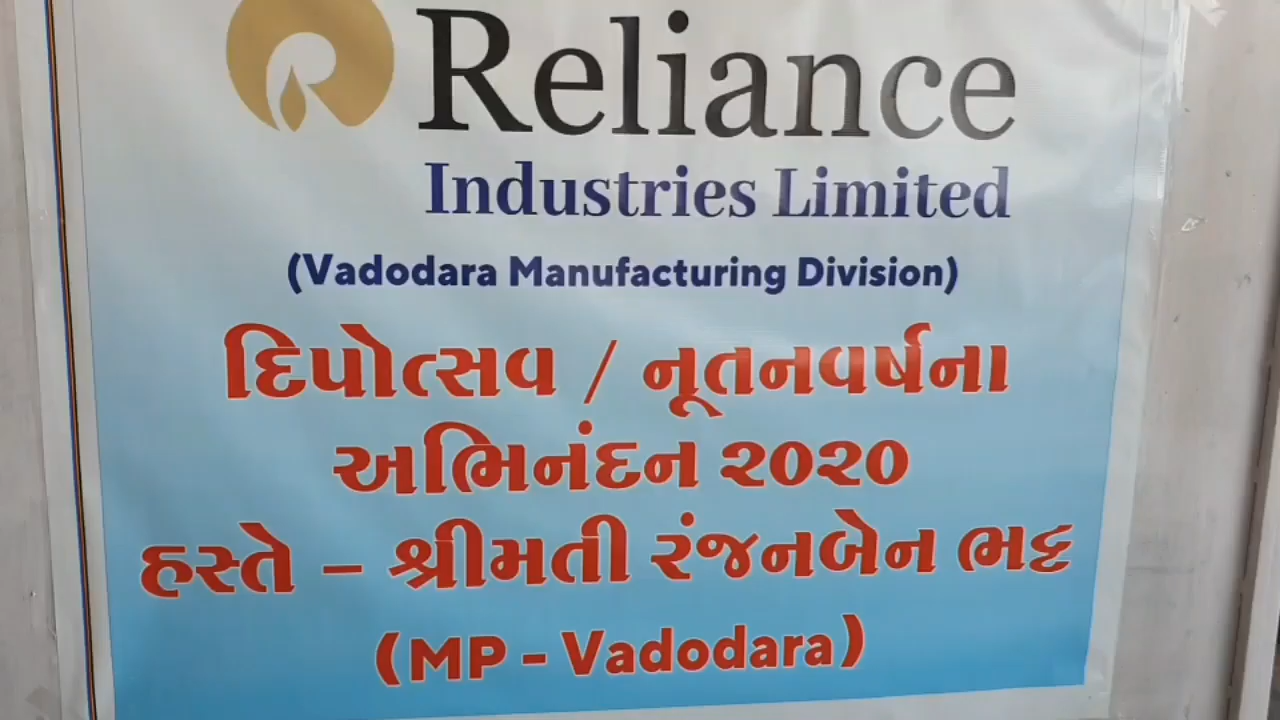 Reliance
Industries Limited
(Vadodara Manufacturing Division)
દિપોત્સવ / નૂતનવર્ષના
અભિનંદન ૨૦૨૦
હસ્તે – શ્રીમતી રંજનબેન ભટ્ટ
(MP - Vadodara)